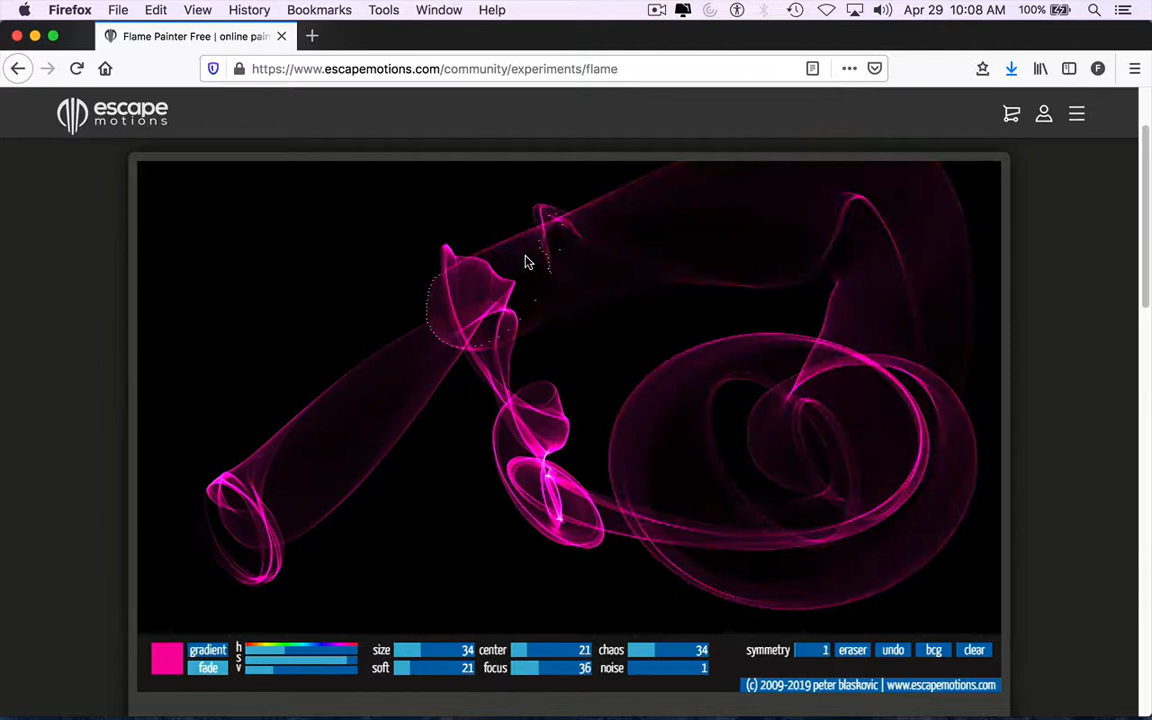 Firefox File Edit View History Bookmarks Tools Window Help Apr 29 10:08 AM 100%
Flame Painter Free | online pain
https://www.escapemotions.com/community/experiments/flame
F
escape
motions
gradient h size 34 center 21 chaos 34 symmetry 1 eraser undo bcg clear
s
fade v soft 21 focus 36 noise 1
(c) 2009-2019 peter blaskovic | www.escapemotions.com